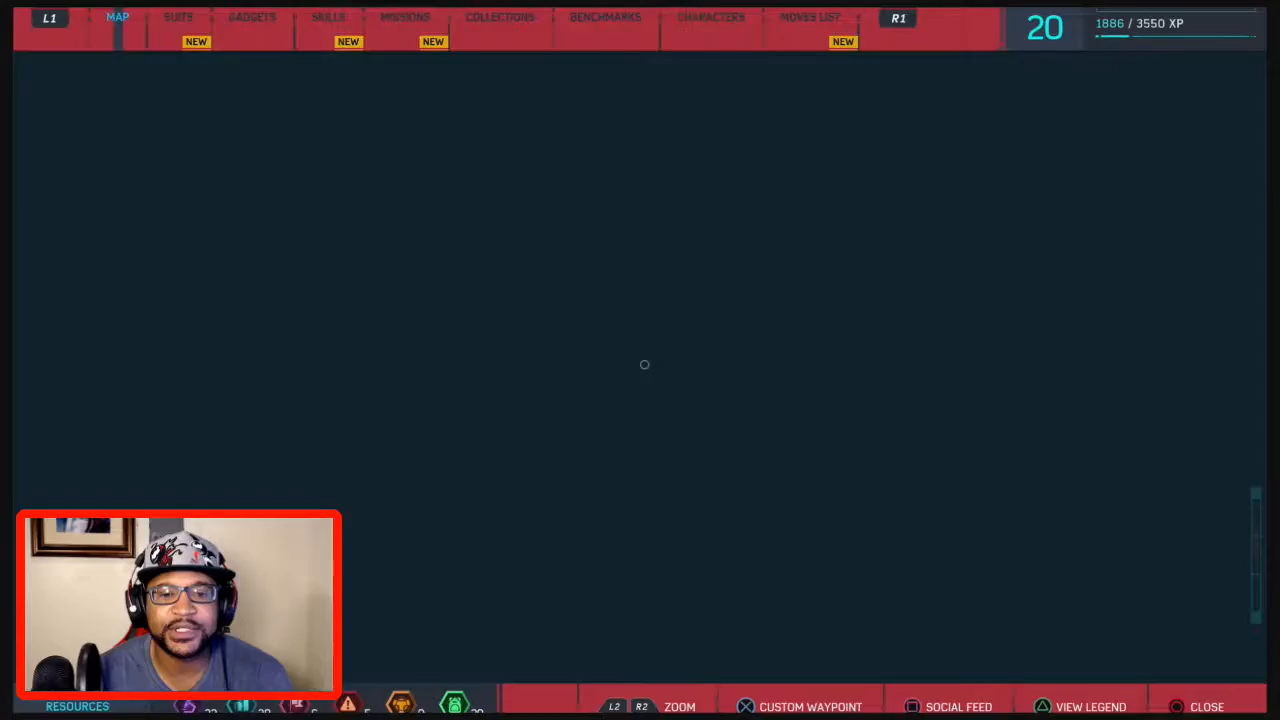 L1 MAP SUITS GADGETS SKILLS MISSIONS COLLECTIONS BENCHMARKS CHARACTERS MOVES LIST R1
NEW NEW NEW NEW
20 1886 / 3550 XP
RESOURCES L2 R2 ZOOM CUSTOM WAYPOINT SOCIAL FEED VIEW LEGEND CLOSE